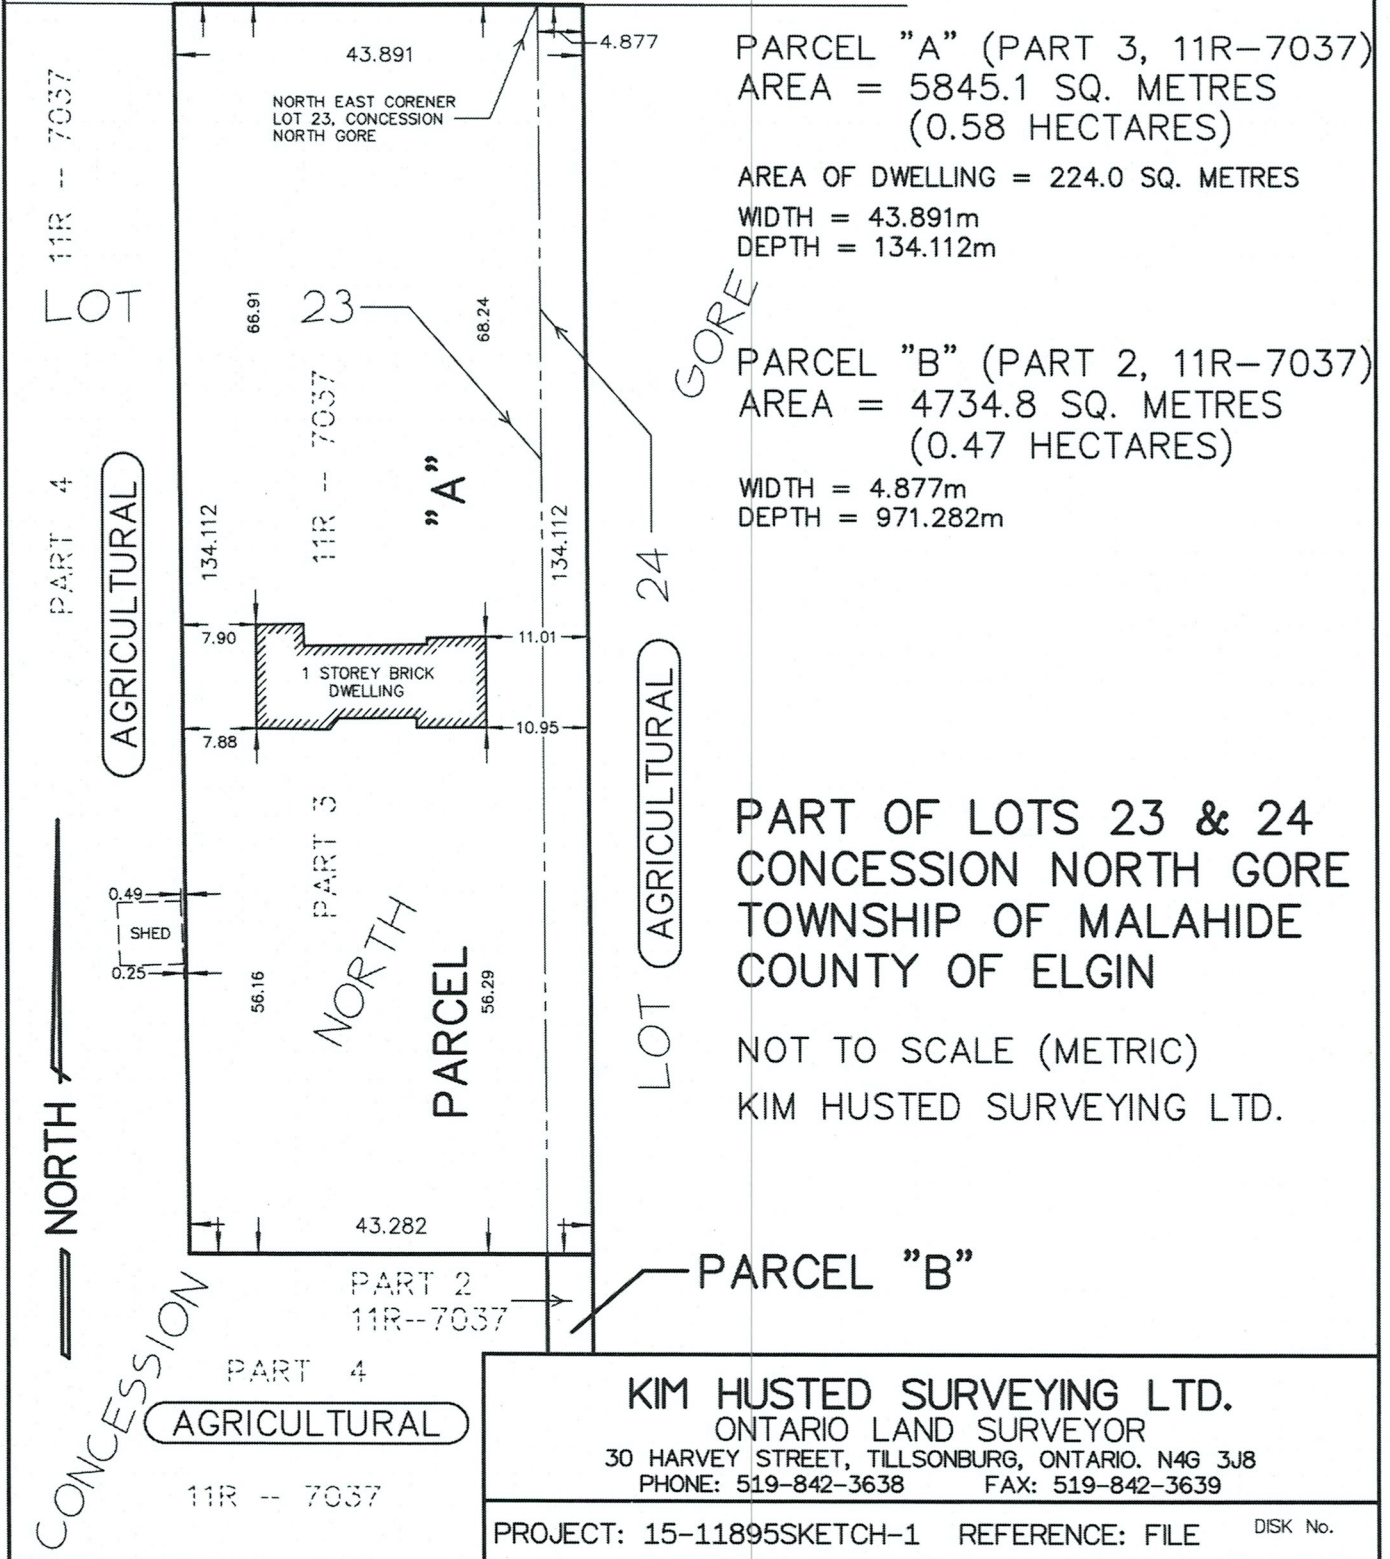 43.891
4.877
NORTH EAST CORENER
LOT 23, CONCESSION
NORTH GORE
11R -- 7037
LOT
66.91
23
68.24
11R -- 7037
"A"
PART 4
AGRICULTURAL
134.112
134.112
24
GORE
7.90
11.01
1 STOREY BRICK
DWELLING
7.88
10.95
AGRICULTURAL
LOT
PART 3
0.49
SHED
0.25
56.16
NORTH
PARCEL
56.29
NORTH
43.282
PART 2
11R--7037
PARCEL "B"
CONCESSION
PART 4
AGRICULTURAL
11R -- 7037
PARCEL "A" (PART 3, 11R-7037)
AREA = 5845.1 SQ. METRES
(0.58 HECTARES)
AREA OF DWELLING = 224.0 SQ. METRES
WIDTH = 43.891m
DEPTH = 134.112m
PARCEL "B" (PART 2, 11R-7037)
AREA = 4734.8 SQ. METRES
(0.47 HECTARES)
WIDTH = 4.877m
DEPTH = 971.282m
PART OF LOTS 23 & 24
CONCESSION NORTH GORE
TOWNSHIP OF MALAHIDE
COUNTY OF ELGIN
NOT TO SCALE (METRIC)
KIM HUSTED SURVEYING LTD.
KIM HUSTED SURVEYING LTD.
ONTARIO LAND SURVEYOR
30 HARVEY STREET, TILLSONBURG, ONTARIO. N4G 3J8
PHONE: 519-842-3638 FAX: 519-842-3639
PROJECT: 15-11895SKETCH-1 REFERENCE: FILE DISK No.